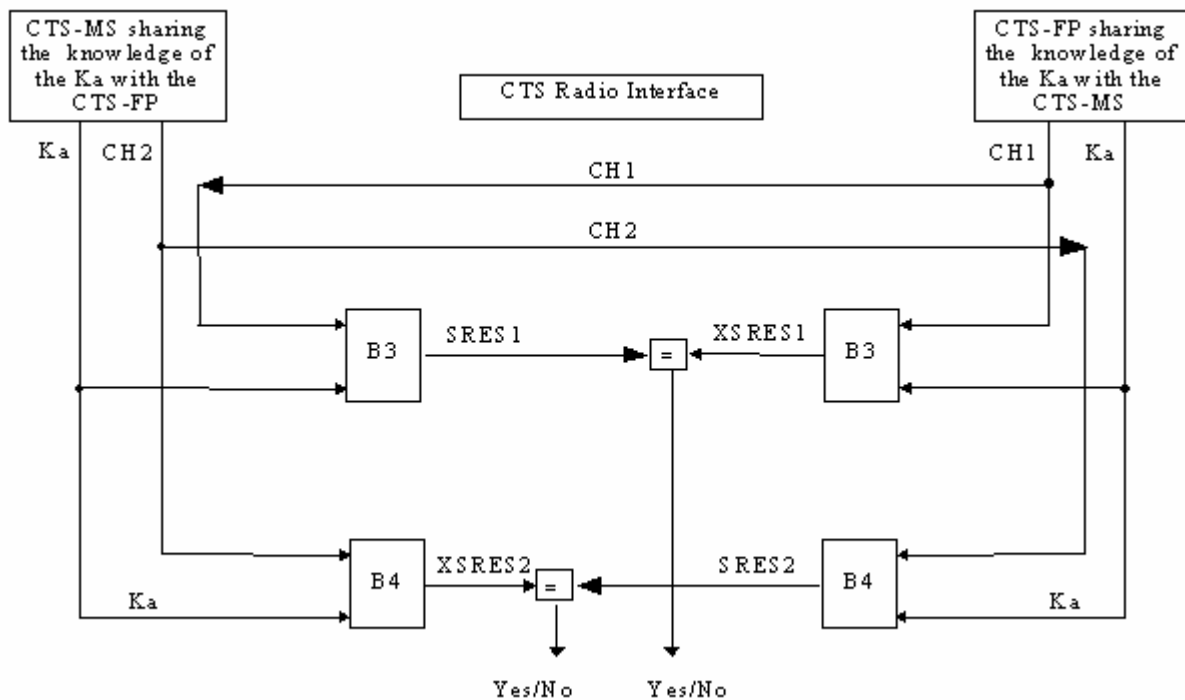 CTS-MS sharing
the knowledge of
the Ka with the
CTS-FP
CTS Radio Interface
CTS-FP sharing
the knowledge of
the Ka with the
CTS-MS
Ka
CH2
CH1
Ka
CH1
CH2
B3
SRES1
=
XSRES1
B3
B4
XSRES2
=
SRES2
B4
Ka
Ka
Yes/No
Yes/No